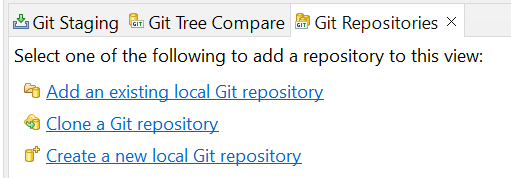 Git Staging Git Tree Compare Git Repositories
Select one of the following to add a repository to this view:
Add an existing local Git repository
Clone a Git repository
Create a new local Git repository